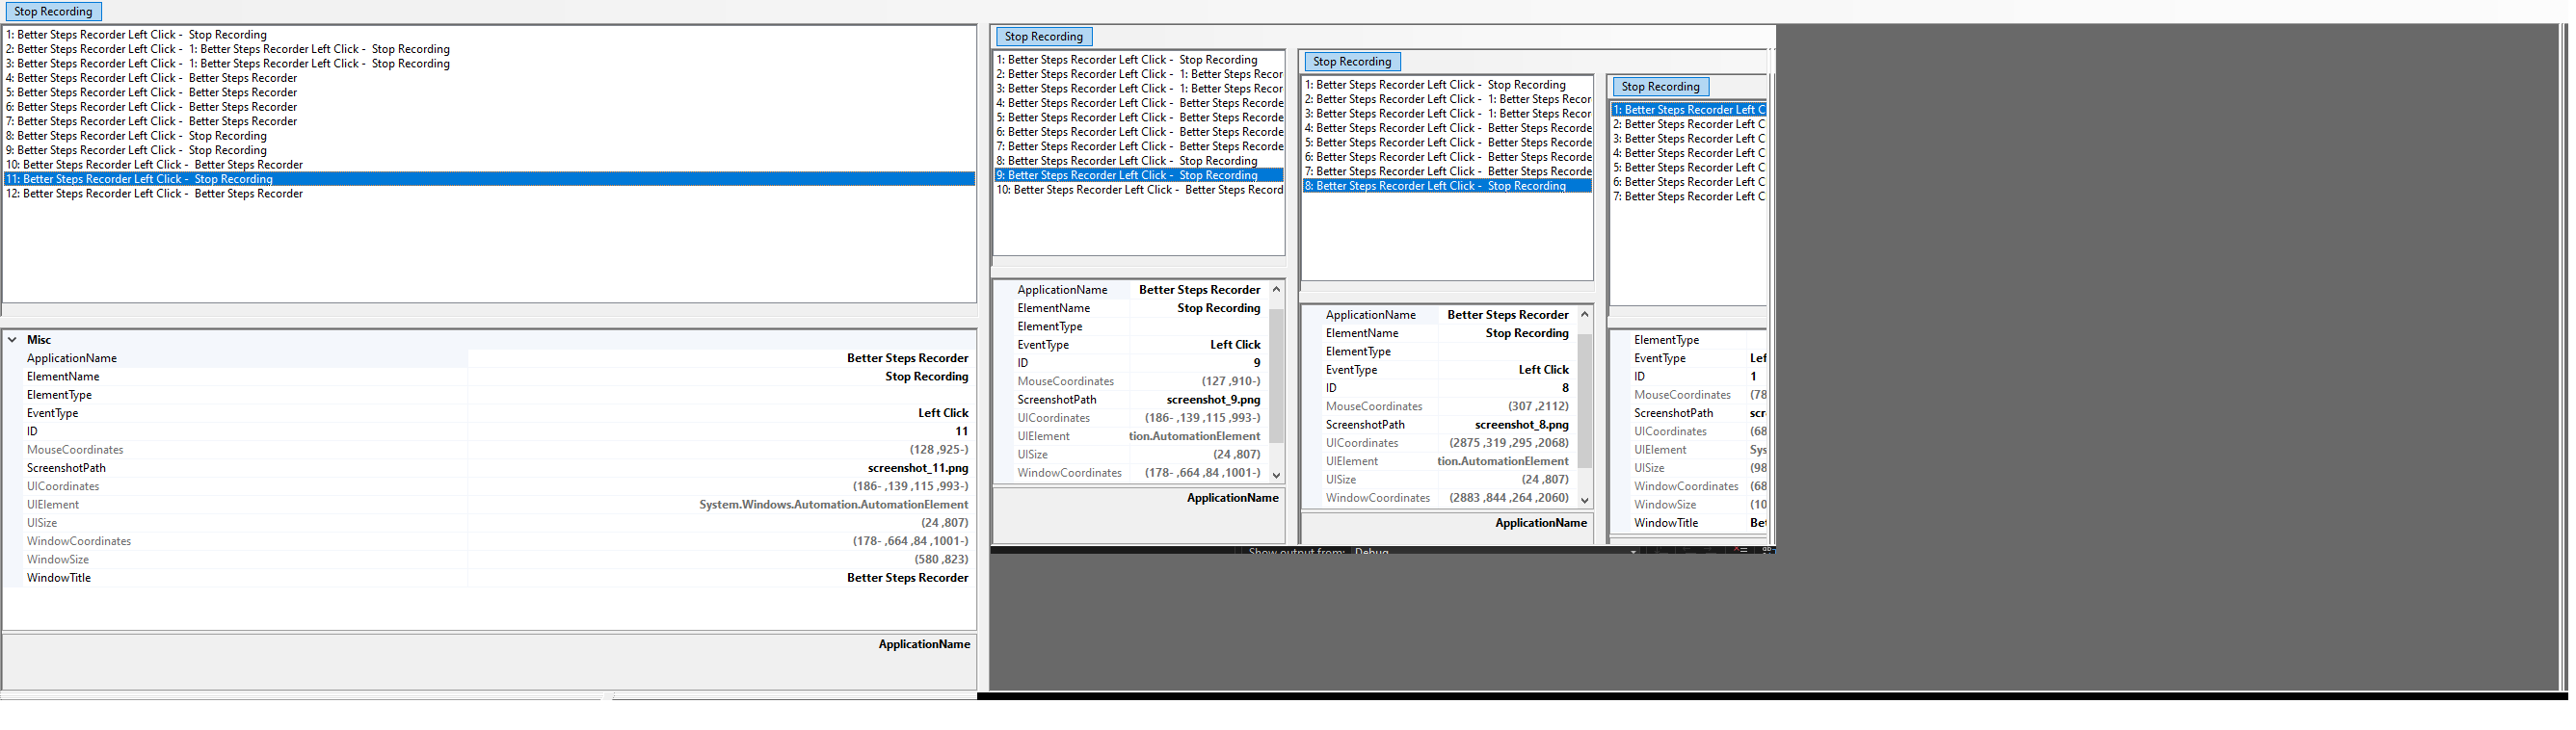 Stop Recording
1: Better Steps Recorder Left Click -  Stop Recording
2: Better Steps Recorder Left Click -  1: Better Steps Recorder Left Click -  Stop Recording
3: Better Steps Recorder Left Click -  1: Better Steps Recorder Left Click -  Stop Recording
4: Better Steps Recorder Left Click -  Better Steps Recorder
5: Better Steps Recorder Left Click -  Better Steps Recorder
6: Better Steps Recorder Left Click -  Better Steps Recorder
7: Better Steps Recorder Left Click -  Better Steps Recorder
8: Better Steps Recorder Left Click -  Stop Recording
9: Better Steps Recorder Left Click -  Stop Recording
10: Better Steps Recorder Left Click -  Better Steps Recorder
11: Better Steps Recorder Left Click -  Stop Recording
12: Better Steps Recorder Left Click -  Better Steps Recorder
Misc
ApplicationName Better Steps Recorder
ElementName Stop Recording
ElementType
EventType Left Click
ID 11
MouseCoordinates (128 ,925-)
ScreenshotPath screenshot_11.png
UICoordinates (186- ,139 ,115 ,993-)
UIElement System.Windows.Automation.AutomationElement
UISize (24 ,807)
WindowCoordinates (178- ,664 ,84 ,1001-)
WindowSize (580 ,823)
WindowTitle Better Steps Recorder
ApplicationName
Stop Recording
1: Better Steps Recorder Left Click -  Stop Recording
2: Better Steps Recorder Left Click -  1: Better Steps Recor
3: Better Steps Recorder Left Click -  1: Better Steps Recor
4: Better Steps Recorder Left Click -  Better Steps Recorde
5: Better Steps Recorder Left Click -  Better Steps Recorde
6: Better Steps Recorder Left Click -  Better Steps Recorde
7: Better Steps Recorder Left Click -  Better Steps Recorde
8: Better Steps Recorder Left Click -  Stop Recording
9: Better Steps Recorder Left Click -  Stop Recording
10: Better Steps Recorder Left Click -  Better Steps Record
ApplicationName Better Steps Recorder
ElementName Stop Recording
ElementType
EventType Left Click
ID 9
MouseCoordinates (127 ,910-)
ScreenshotPath screenshot_9.png
UICoordinates (186- ,139 ,115 ,993-)
UIElement tion.AutomationElement
UISize (24 ,807)
WindowCoordinates (178- ,664 ,84 ,1001-)
ApplicationName
Stop Recording
1: Better Steps Recorder Left Click -  Stop Recording
2: Better Steps Recorder Left Click -  1: Better Steps Recor
3: Better Steps Recorder Left Click -  1: Better Steps Recor
4: Better Steps Recorder Left Click -  Better Steps Recorde
5: Better Steps Recorder Left Click -  Better Steps Recorde
6: Better Steps Recorder Left Click -  Better Steps Recorde
7: Better Steps Recorder Left Click -  Better Steps Recorde
8: Better Steps Recorder Left Click -  Stop Recording
ApplicationName Better Steps Recorder
ElementName Stop Recording
ElementType
EventType Left Click
ID 8
MouseCoordinates (307 ,2112)
ScreenshotPath screenshot_8.png
UICoordinates (2875 ,319 ,295 ,2068)
UIElement tion.AutomationElement
UISize (24 ,807)
WindowCoordinates (2883 ,844 ,264 ,2060)
ApplicationName
Stop Recording
1: Better Steps Recorder Left C
2: Better Steps Recorder Left C
3: Better Steps Recorder Left C
4: Better Steps Recorder Left C
5: Better Steps Recorder Left C
6: Better Steps Recorder Left C
7: Better Steps Recorder Left C
ElementType
EventType Lef
ID 1
MouseCoordinates (78
ScreenshotPath scr
UICoordinates (68
UIElement Sys
UISize (98
WindowCoordinates (68
WindowSize (10
WindowTitle Bet
Show output from: Debug